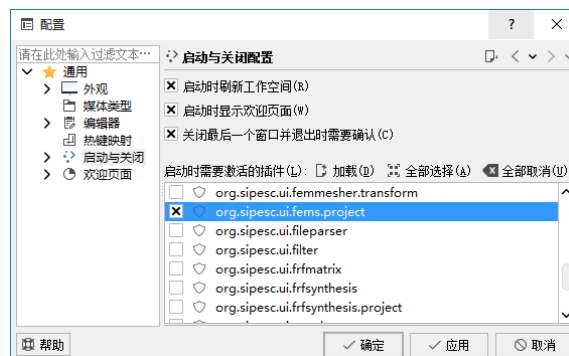 配置
?
请在此处输入过滤文本···
通用
外观
媒体类型
编辑器
热键映射
启动与关闭
欢迎页面
启动与关闭配置
启动时刷新工作空间(R)
启动时显示欢迎页面(W)
关闭最后一个窗口并退出时需要确认(C)
启动时需要激活的插件(L): 加载(D) 全部选择(A) 全部取消(U)
org.sipesc.ui.femmesher.transform
org.sipesc.ui.fems.project
org.sipesc.ui.fileparser
org.sipesc.ui.filter
org.sipesc.ui.frfmatrix
org.sipesc.ui.frfsynthesis
org.sipesc.ui.frfsynthesis.project
帮助
确定
应用
取消